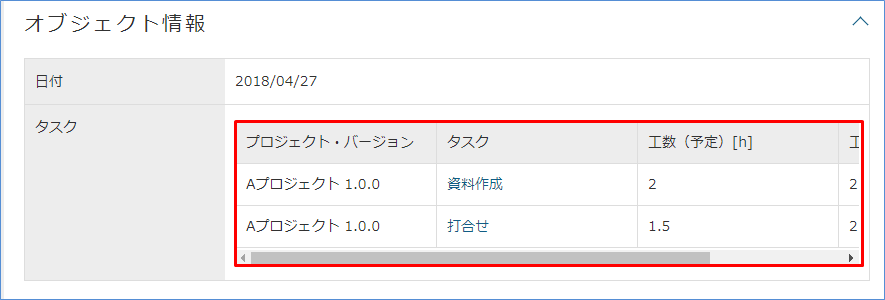 オブジェクト情報
日付 2018/04/27
タスク
プロジェクト・バージョン タスク 工数（予定）[h]
Aプロジェクト 1.0.0 資料作成 2 2
Aプロジェクト 1.0.0 打合せ 1.5 2